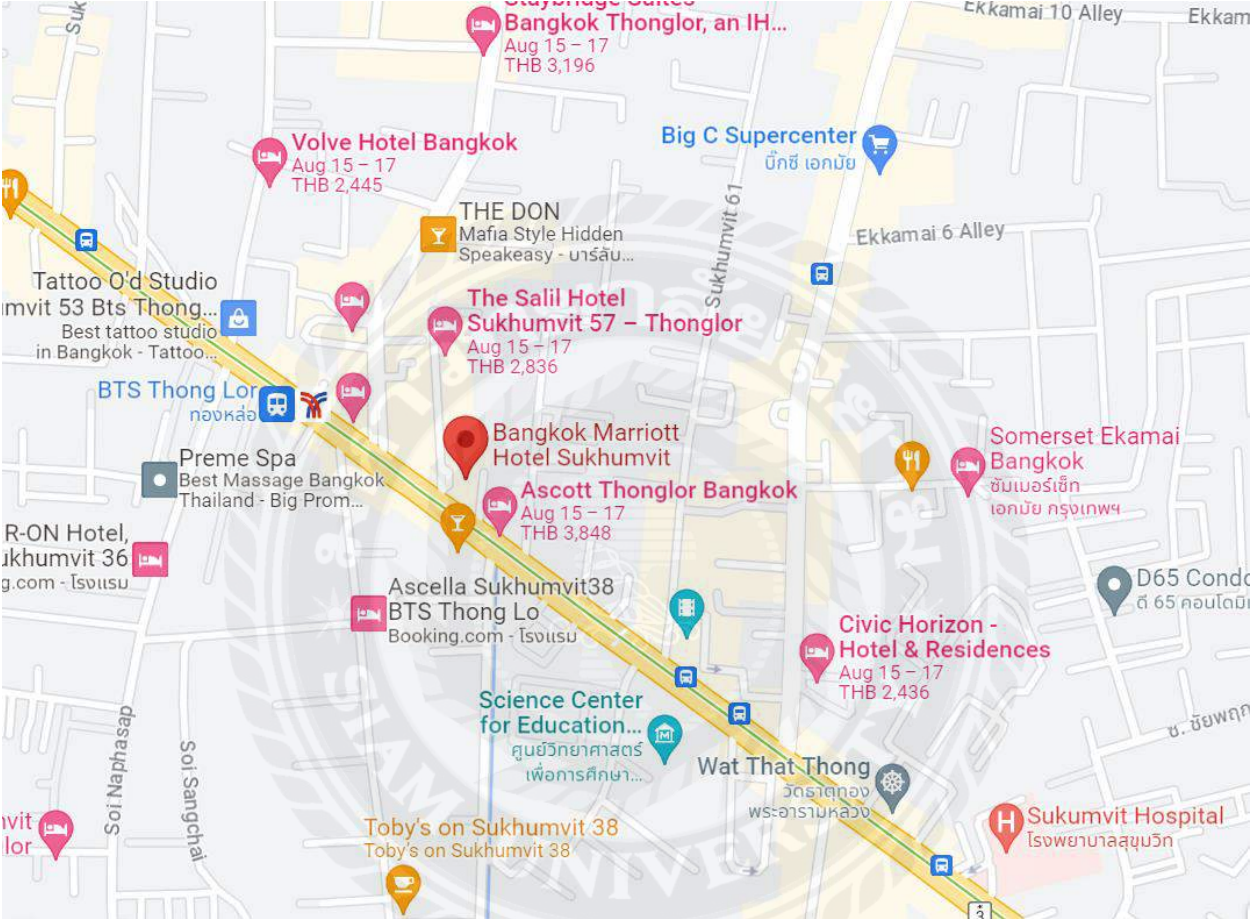 Suk
Staybridge Suites
Bangkok Thonglor, an IH...
Aug 15 – 17
THB 3,196
Ekkamai 10 Alley
Ekkam
Volve Hotel Bangkok
Aug 15 – 17
THB 2,445
Big C Supercenter
บิ๊กซี เอกมัย
THE DON
Mafia Style Hidden
Speakeasy - บาร์ลับ...
Sukhumvit 61
Ekkamai 6 Alley
Tattoo O'd Studio
umvit 53 Bts Thong...
Best tattoo studio
in Bangkok - Tattoo...
The Salil Hotel
Sukhumvit 57 – Thonglor
Aug 15 – 17
THB 2,836
BTS Thong Lor
ทองหล่อ
Bangkok Marriott
Hotel Sukhumvit
Preme Spa
Best Massage Bangkok
Thailand - Big Prom...
Somerset Ekamai
Bangkok
ซัมเมอร์เซ็ท
เอกมัย กรุงเทพฯ
Ascott Thonglor Bangkok
Aug 15 – 17
THB 3,848
R-ON Hotel,
ukhumvit 36
g.com - โรงแรม
Ascella Sukhumvit38
BTS Thong Lo
Booking.com - โรงแรม
D65 Condo
ดี 65 คอนโดมิ
Civic Horizon -
Hotel & Residences
Aug 15 – 17
THB 2,436
Science Center
for Education...
ศูนย์วิทยาศาสตร์
เพื่อการศึกษา...
Soi Naphasap
Soi Sangchai
ซ. ชัยพฤก
Wat That Thong
วัดธาตุทอง
พระอารามหลวง
vit
lor
Toby's on Sukhumvit 38
Toby's on Sukhumvit 38
Sukumvit Hospital
โรงพยาบาลสุขุมวิท
3
SIAM UNIVERSITY